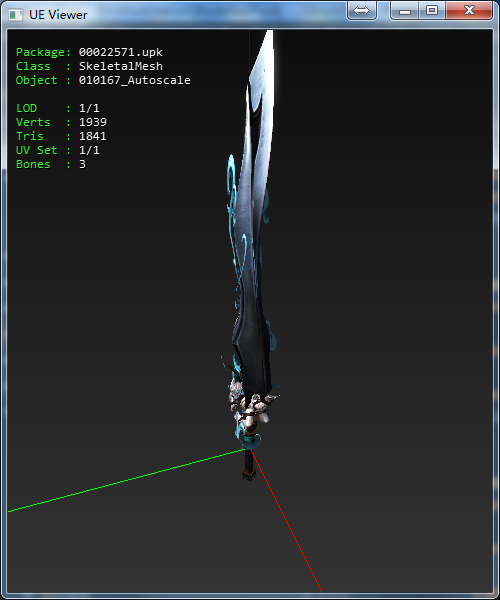 UE Viewer
Package: 00022571.upk
Class  : SkeletalMesh
Object : 010167_Autoscale
LOD    : 1/1
Verts  : 1939
Tris   : 1841
UV Set : 1/1
Bones  : 3